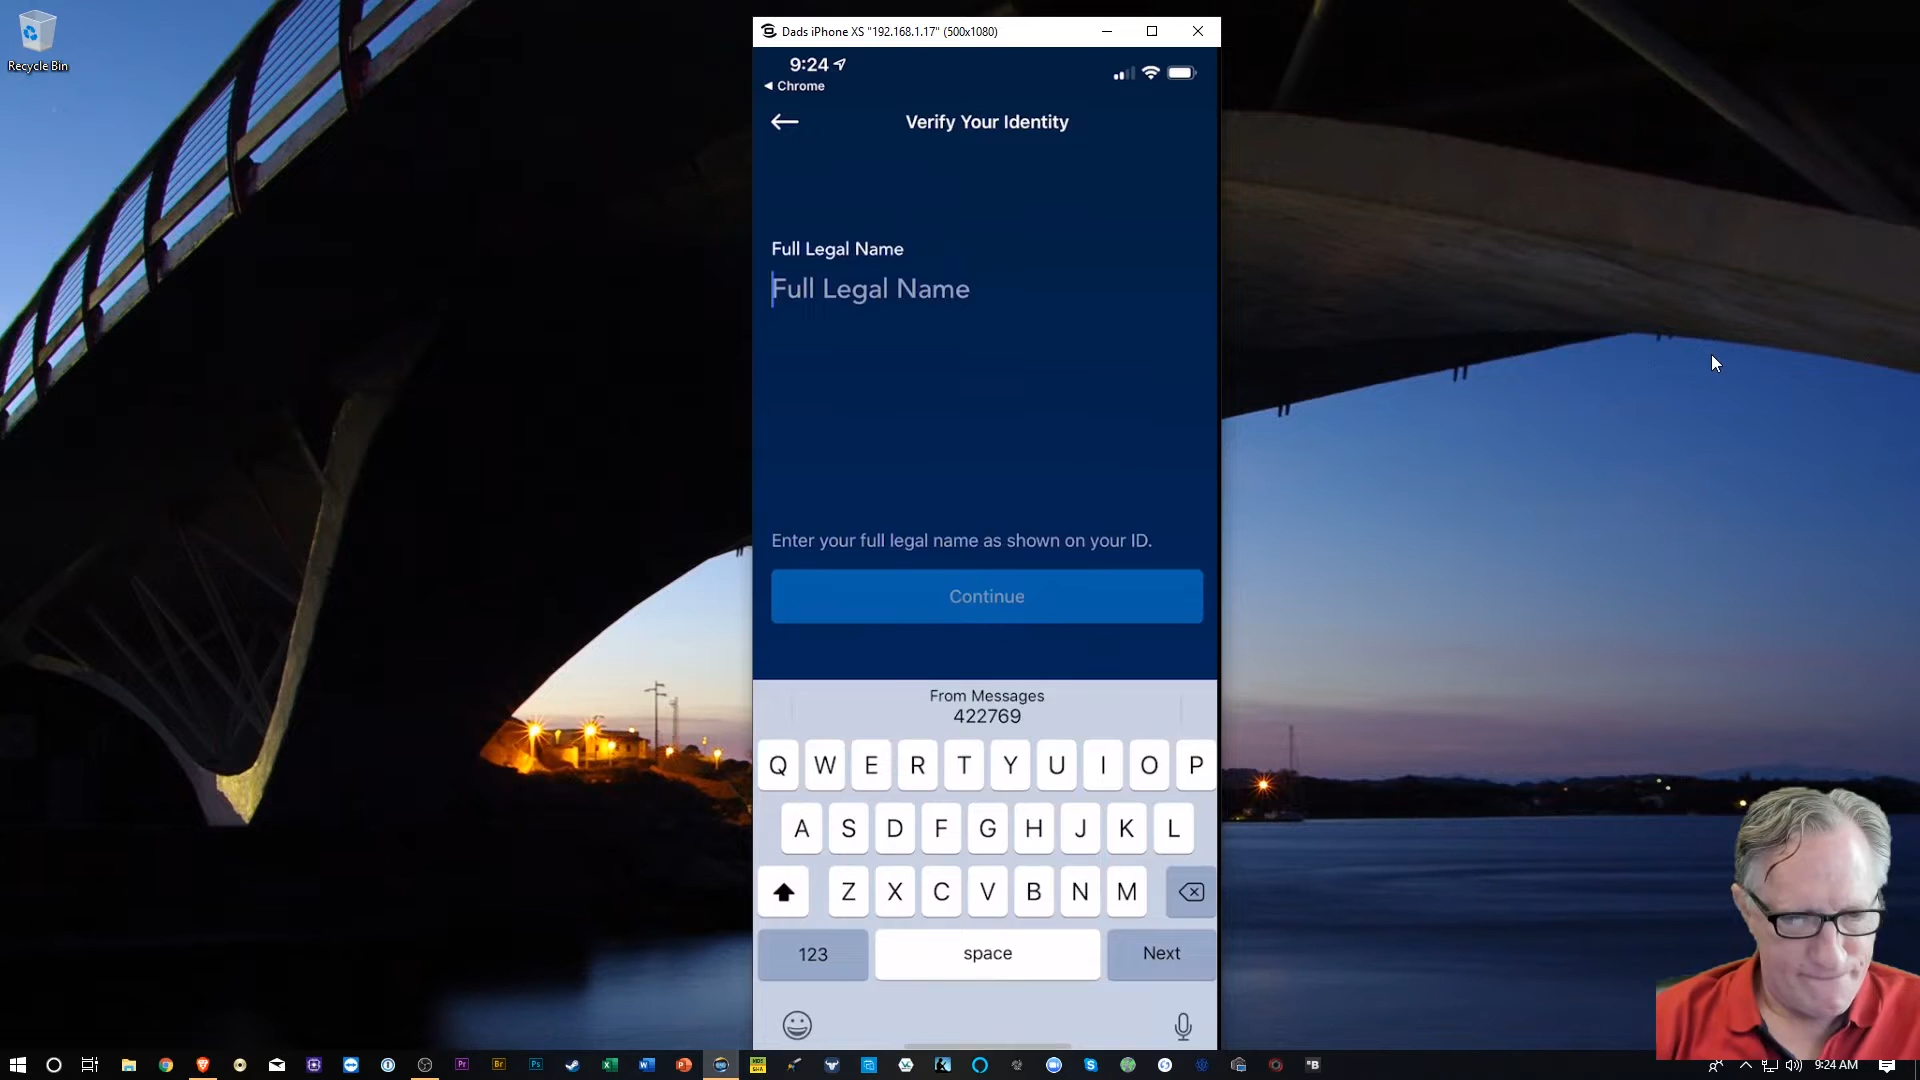 Recycle Bin
Dads iPhone XS "192.168.1.17" (500x1080)
9:24
◀ Chrome
Verify Your Identity
Full Legal Name
Full Legal Name
Enter your full legal name as shown on your ID.
Continue
From Messages
422769
Q W E R T Y U I O P
A S D F G H J K L
Z X C V B N M
123 space Next
9:24 AM